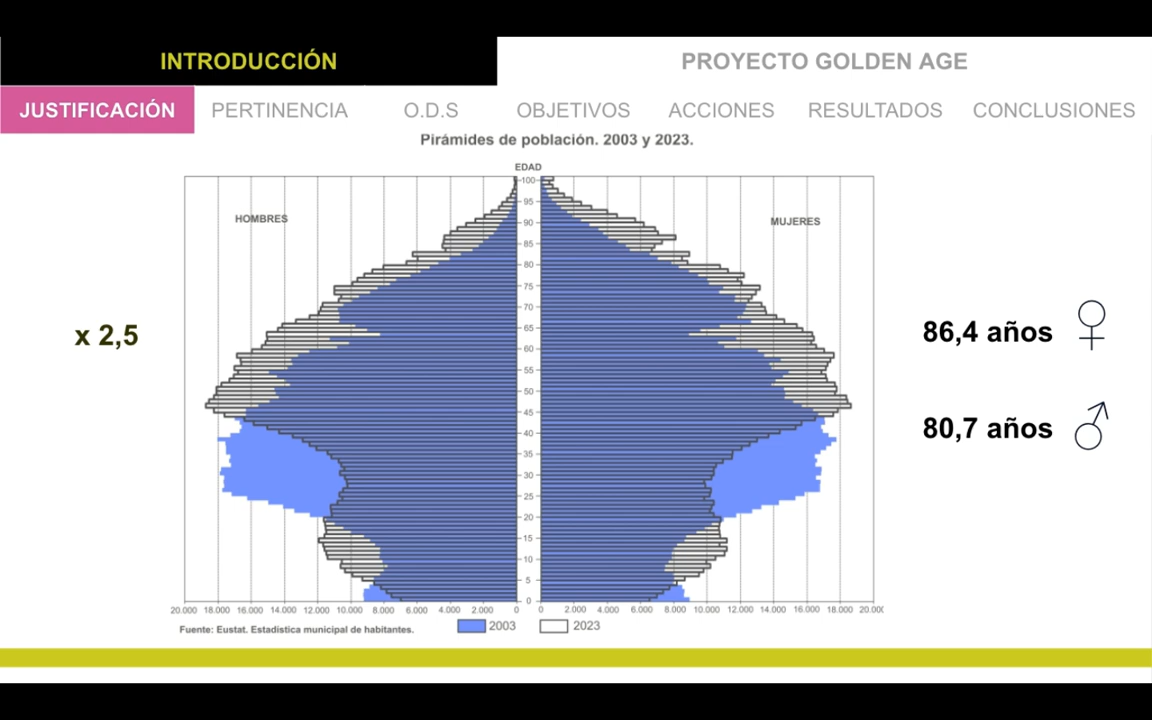 INTRODUCCIÓN
PROYECTO GOLDEN AGE
JUSTIFICACIÓN
PERTINENCIA
O.D.S
OBJETIVOS
ACCIONES
RESULTADOS
CONCLUSIONES
Pirámides de población. 2003 y 2023.
EDAD
HOMBRES
MUJERES
100
95
90
85
80
75
70
65
60
55
50
45
40
35
30
25
20
15
10
5
0
x 2,5
86,4 años
80,7 años
20.000 18.000 16.000 14.000 12.000 10.000 8.000 6.000 4.000 2.000 0
0 2.000 4.000 6.000 8.000 10.000 12.000 14.000 16.000 18.000 20.000
Fuente: Eustat. Estadística municipal de habitantes.
2003
2023